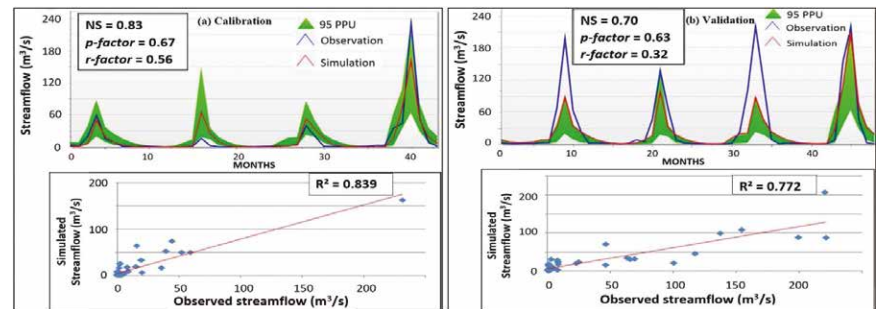 240
180
120
60
0
Streamflow (m³/s)
NS = 0.83
p-factor = 0.67
r-factor = 0.56
(a) Calibration
95 PPU
Observation
Simulation
0 10 20 30 40
MONTHS
200
100
0
Simulated
Streamflow (m³/s)
R² = 0.839
0 50 100 150 200
Observed streamflow (m³/s)
240
180
120
60
0
Streamflow (m³/s)
NS = 0.70
p-factor = 0.63
r-factor = 0.32
(b) Validation
95 PPU
Observation
Simulation
0 10 20 30 40
MONTHS
200
100
0
Simulated
Streamflow (m³/s)
R² = 0.772
0 50 100 150 200
Observed streamflow (m³/s)